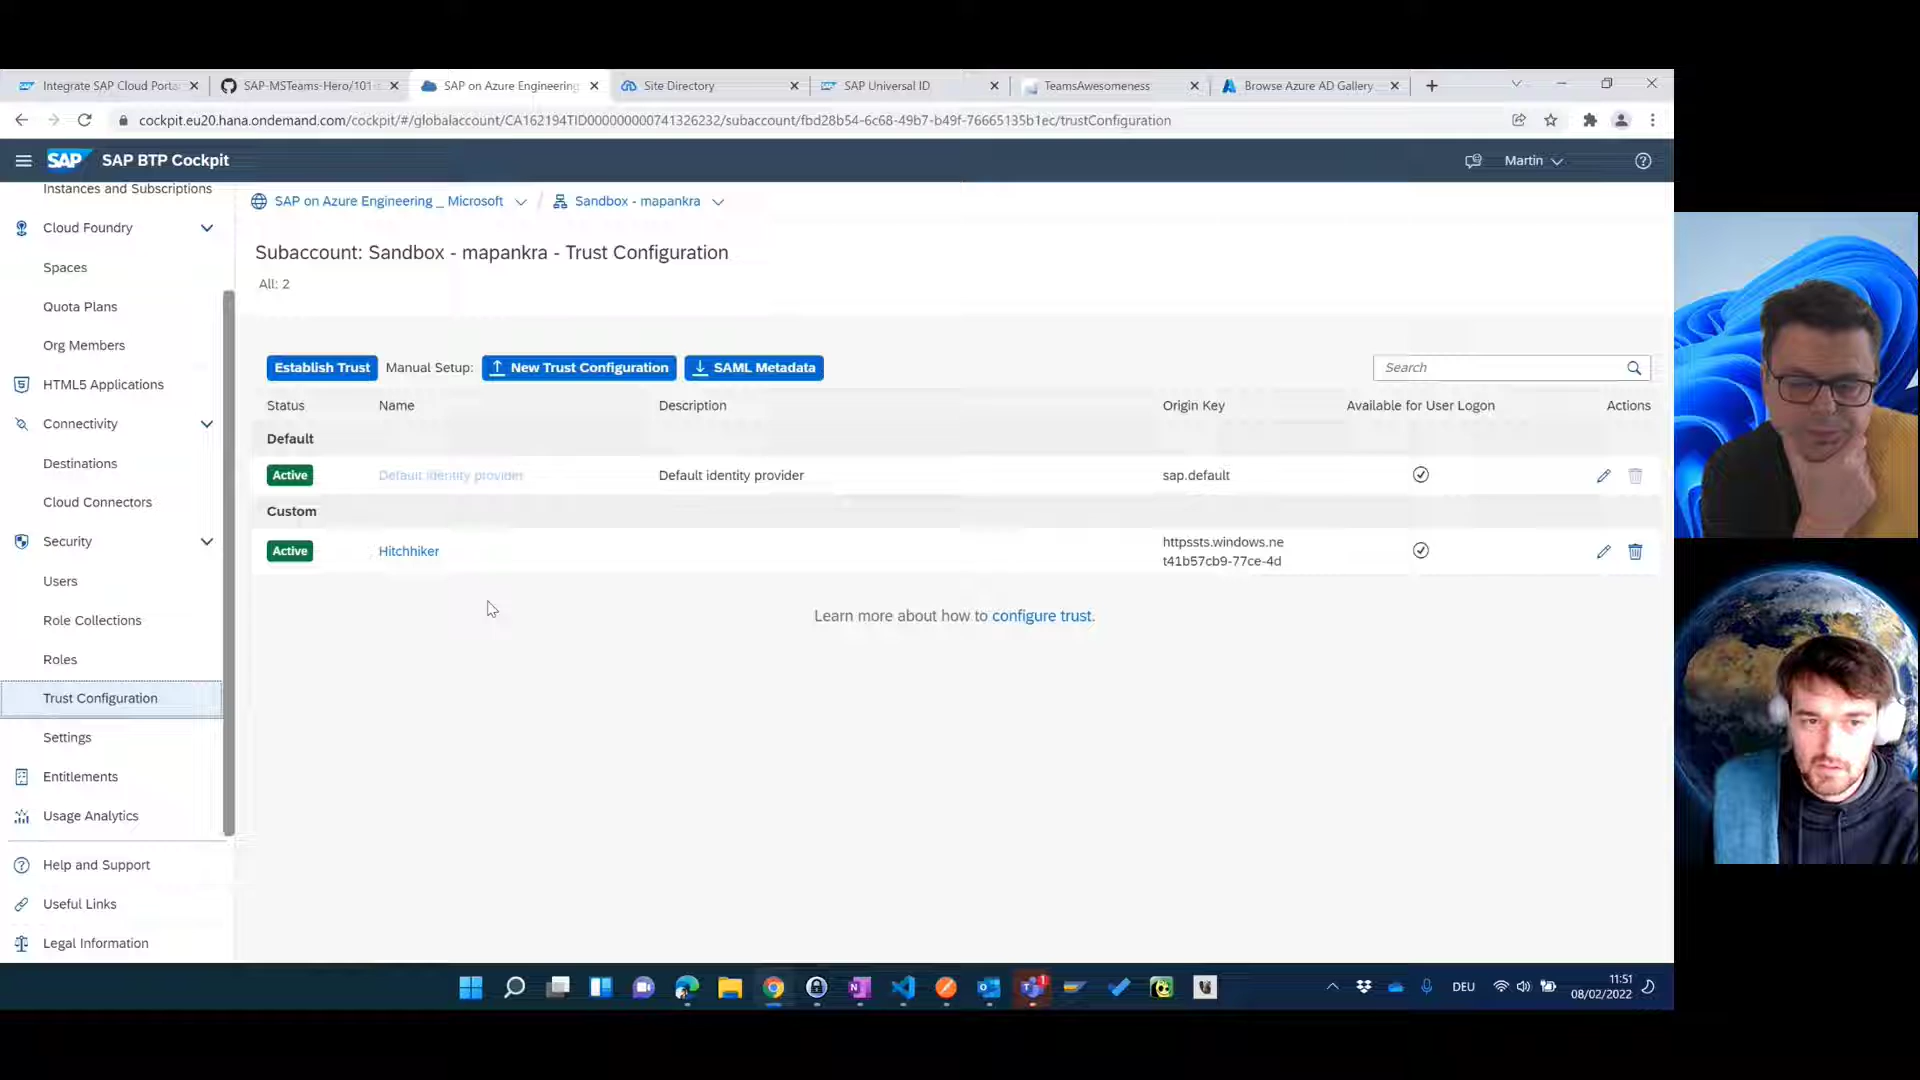 Integrate SAP Cloud Porta
SAP-MSTeams-Hero/101-
SAP on Azure Engineering
Site Directory
SAP Universal ID
TeamsAwesomeness
Browse Azure AD Gallery
cockpit.eu20.hana.ondemand.com/cockpit/#/globalaccount/CA162194TID000000000741326232/subaccount/fbd28b54-6c68-49b7-b49f-76665135b1ec/trustConfiguration
SAP SAP BTP Cockpit
Martin
Instances and Subscriptions
Cloud Foundry
Spaces
Quota Plans
Org Members
HTML5 Applications
Connectivity
Destinations
Cloud Connectors
Security
Users
Role Collections
Roles
Trust Configuration
Settings
Entitlements
Usage Analytics
Help and Support
Useful Links
Legal Information
SAP on Azure Engineering _ Microsoft / Sandbox - mapankra
Subaccount: Sandbox - mapankra - Trust Configuration
All: 2
Establish Trust Manual Setup: New Trust Configuration SAML Metadata
Search
Status Name Description Origin Key Available for User Logon Actions
Default
Active Default identity provider Default identity provider sap.default
Custom
Active Hitchhiker httpssts.windows.ne
t41b57cb9-77ce-4d
Learn more about how to configure trust.
DEU
11:51
08/02/2022